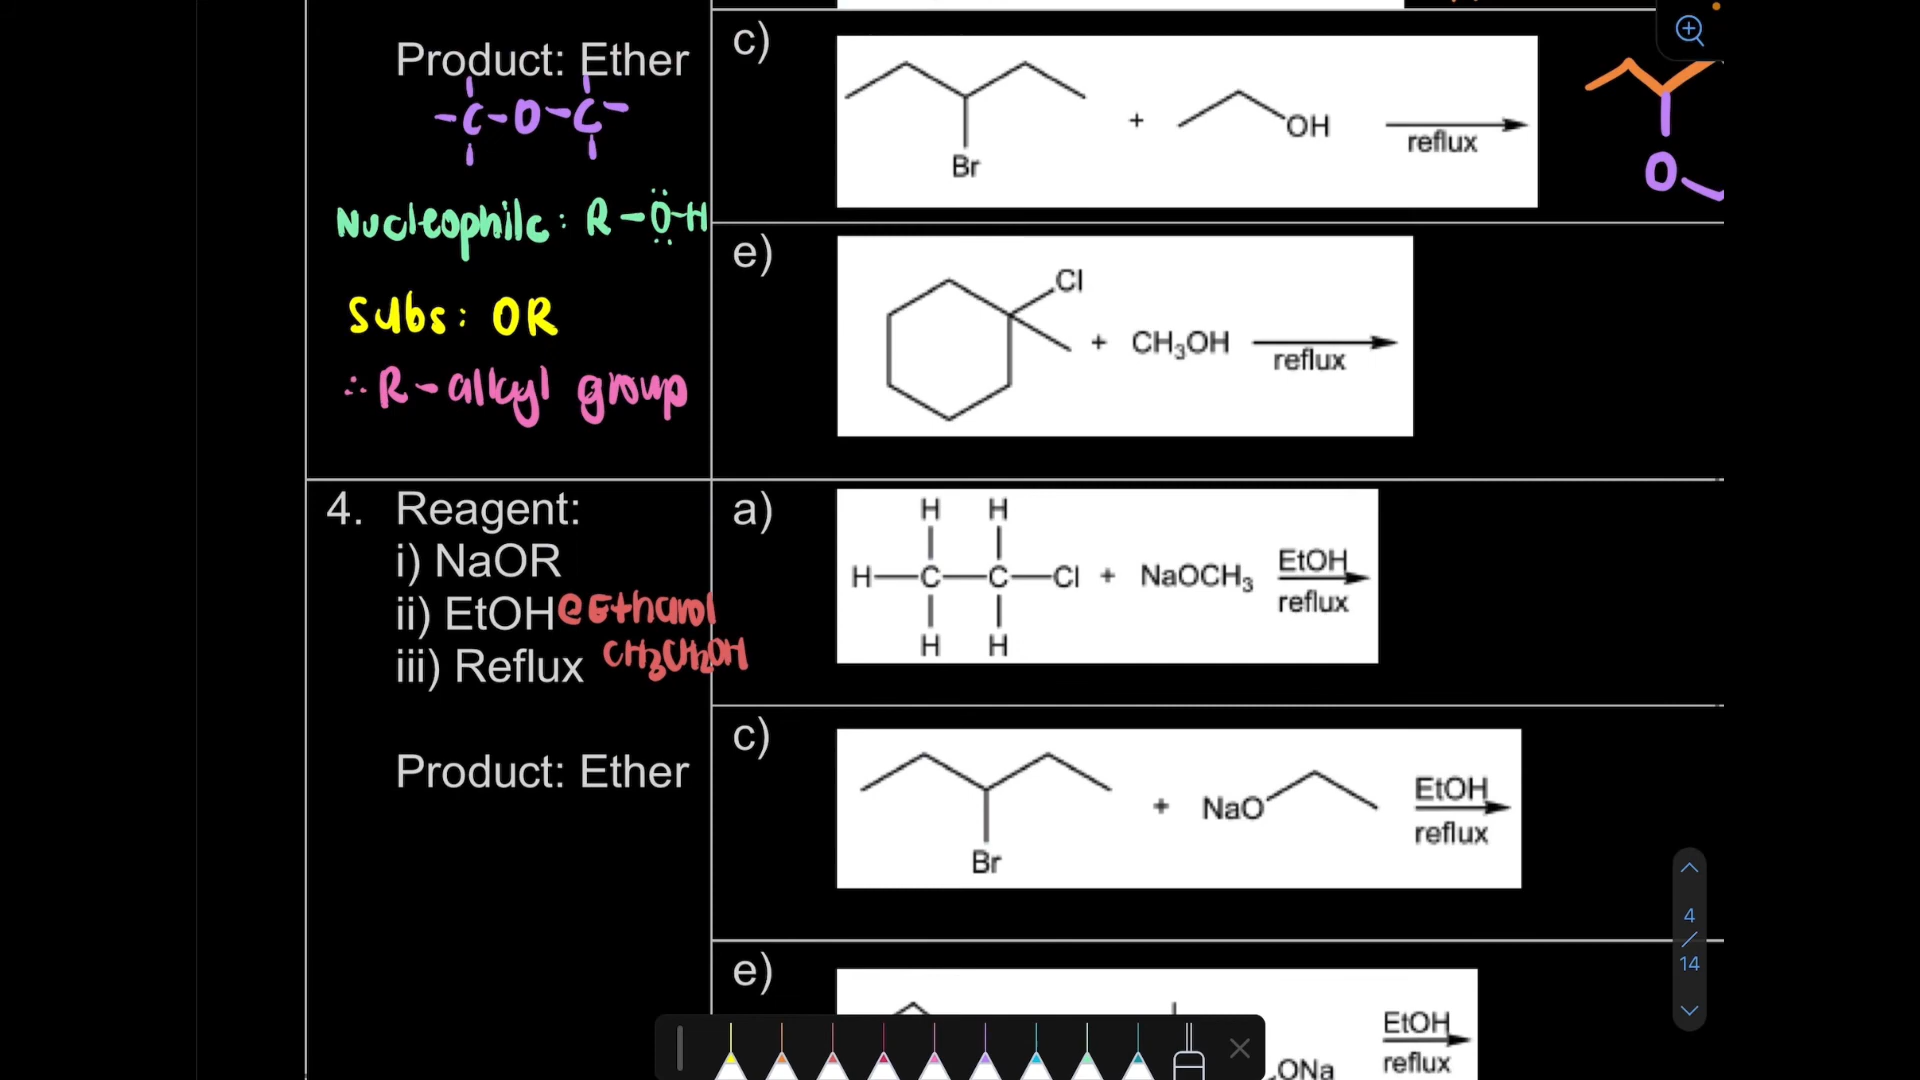 Product: Ether
-C-O-C-
Nucleophile: R-O-H
Subs: OR
∴ R-alkyl group
c)
Br
+
OH
reflux
O
e)
Cl
+ CH₃OH
reflux
4. Reagent:
i) NaOR
ii) EtOH @ Ethanol
iii) Reflux CH₃CH₂OH
Product: Ether
a)
H H
H—C—C—Cl + NaOCH₃
H H
EtOH
reflux
c)
Br
+ NaO
EtOH
reflux
e)
ONa
EtOH
reflux
4
/
14